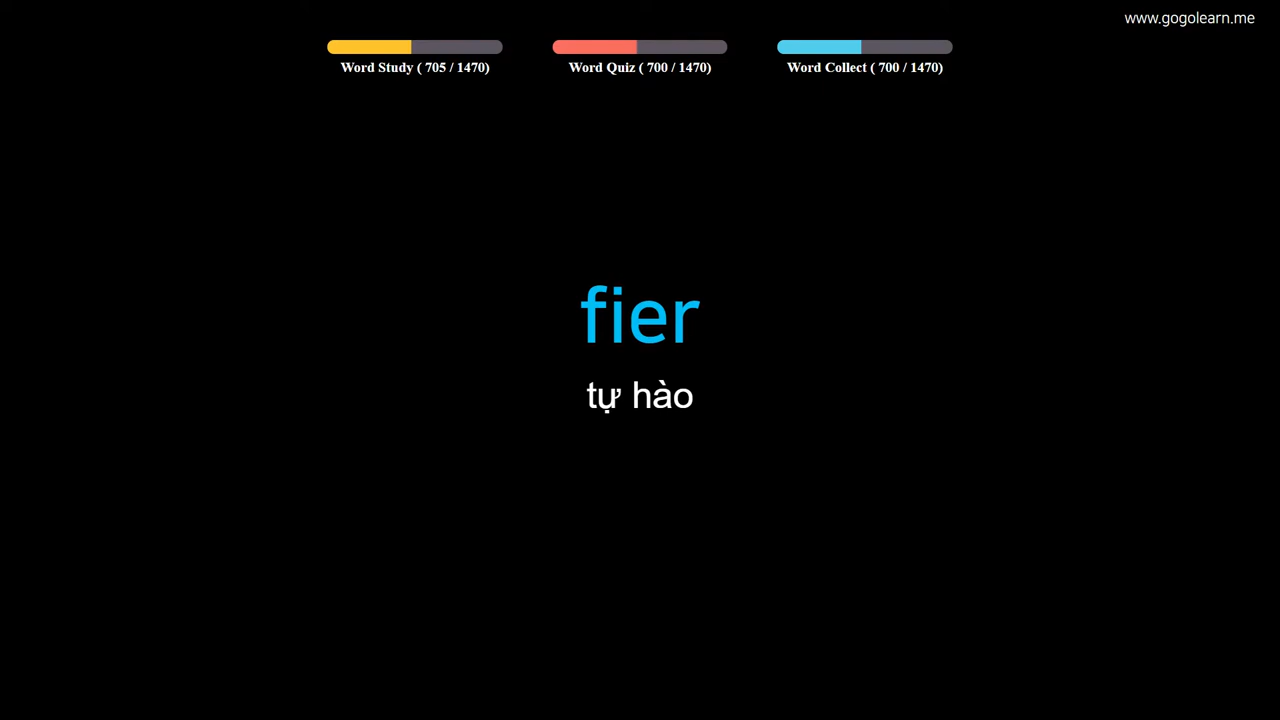 www.gogolearn.me
Word Study ( 705 / 1470)
Word Quiz ( 700 / 1470)
Word Collect ( 700 / 1470)
fier
tự hào